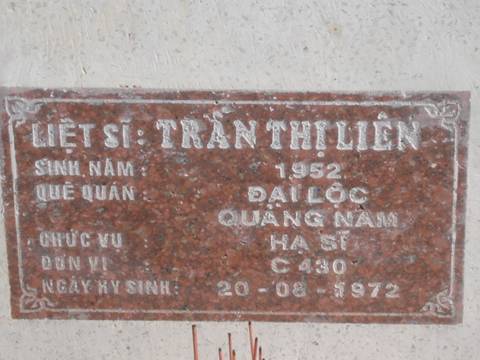 LIỆT SĨ: TRẦN THỊ LIÊN
SINH NĂM: 1952
QUÊ QUÁN: ĐẠI LỘC
QUẢNG NAM
CHỨC VỤ HẠ SĨ
ĐƠN VỊ: C 430
NGÀY HY SINH: 20-08-1972